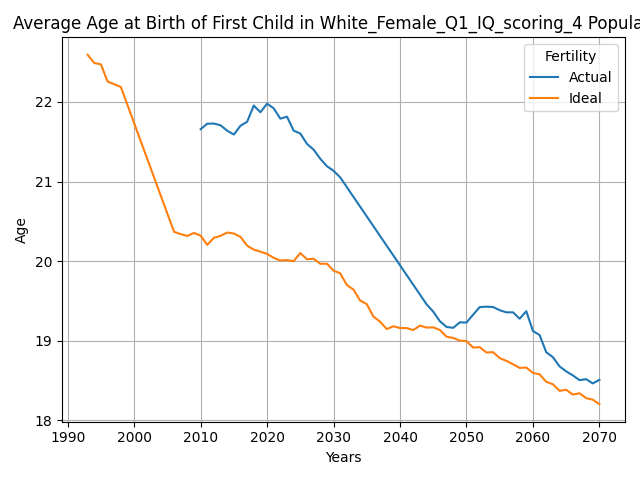 Average Age at Birth of First Child in White_Female_Q1_IQ_scoring_4 Popula
Fertility
Actual
Ideal
Age
22
21
20
19
18
1990 2000 2010 2020 2030 2040 2050 2060 2070
Years